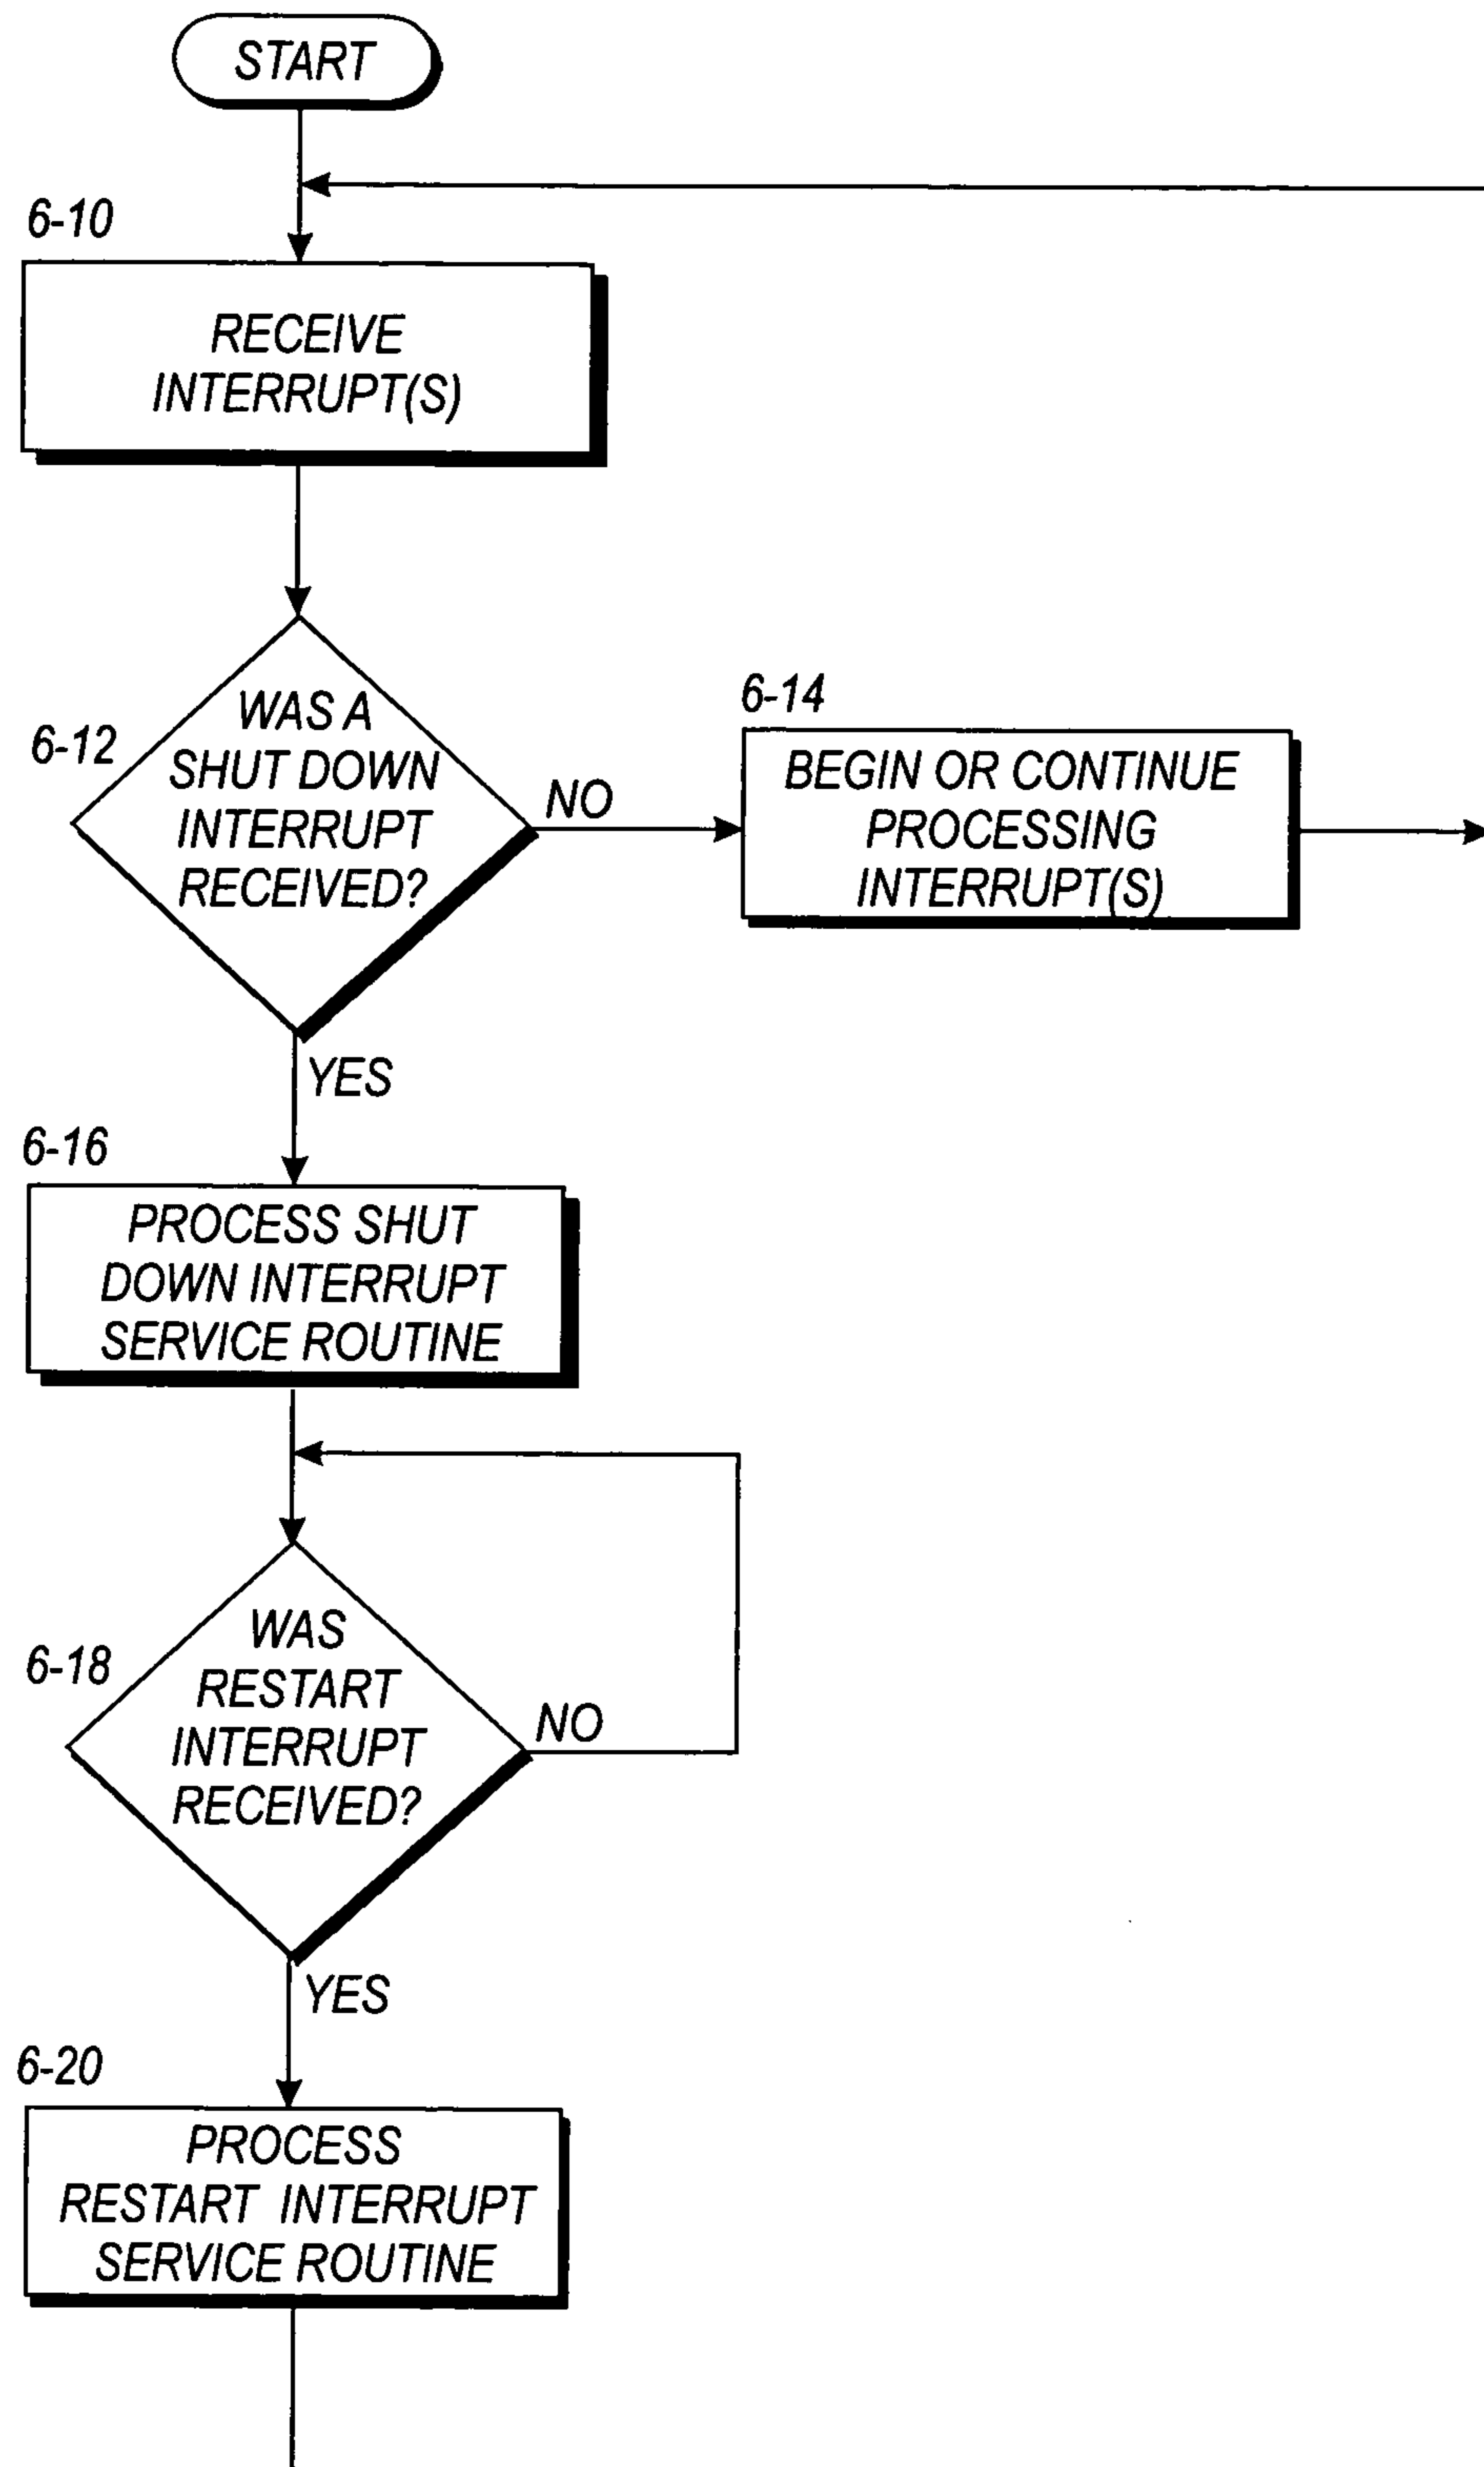 START
6-10
RECEIVE
INTERRUPT(S)
6-12
WAS A
SHUT DOWN
INTERRUPT
RECEIVED?
NO
6-14
BEGIN OR CONTINUE
PROCESSING
INTERRUPT(S)
YES
6-16
PROCESS SHUT
DOWN INTERRUPT
SERVICE ROUTINE
6-18
WAS
RESTART
INTERRUPT
RECEIVED?
NO
YES
6-20
PROCESS
RESTART INTERRUPT
SERVICE ROUTINE